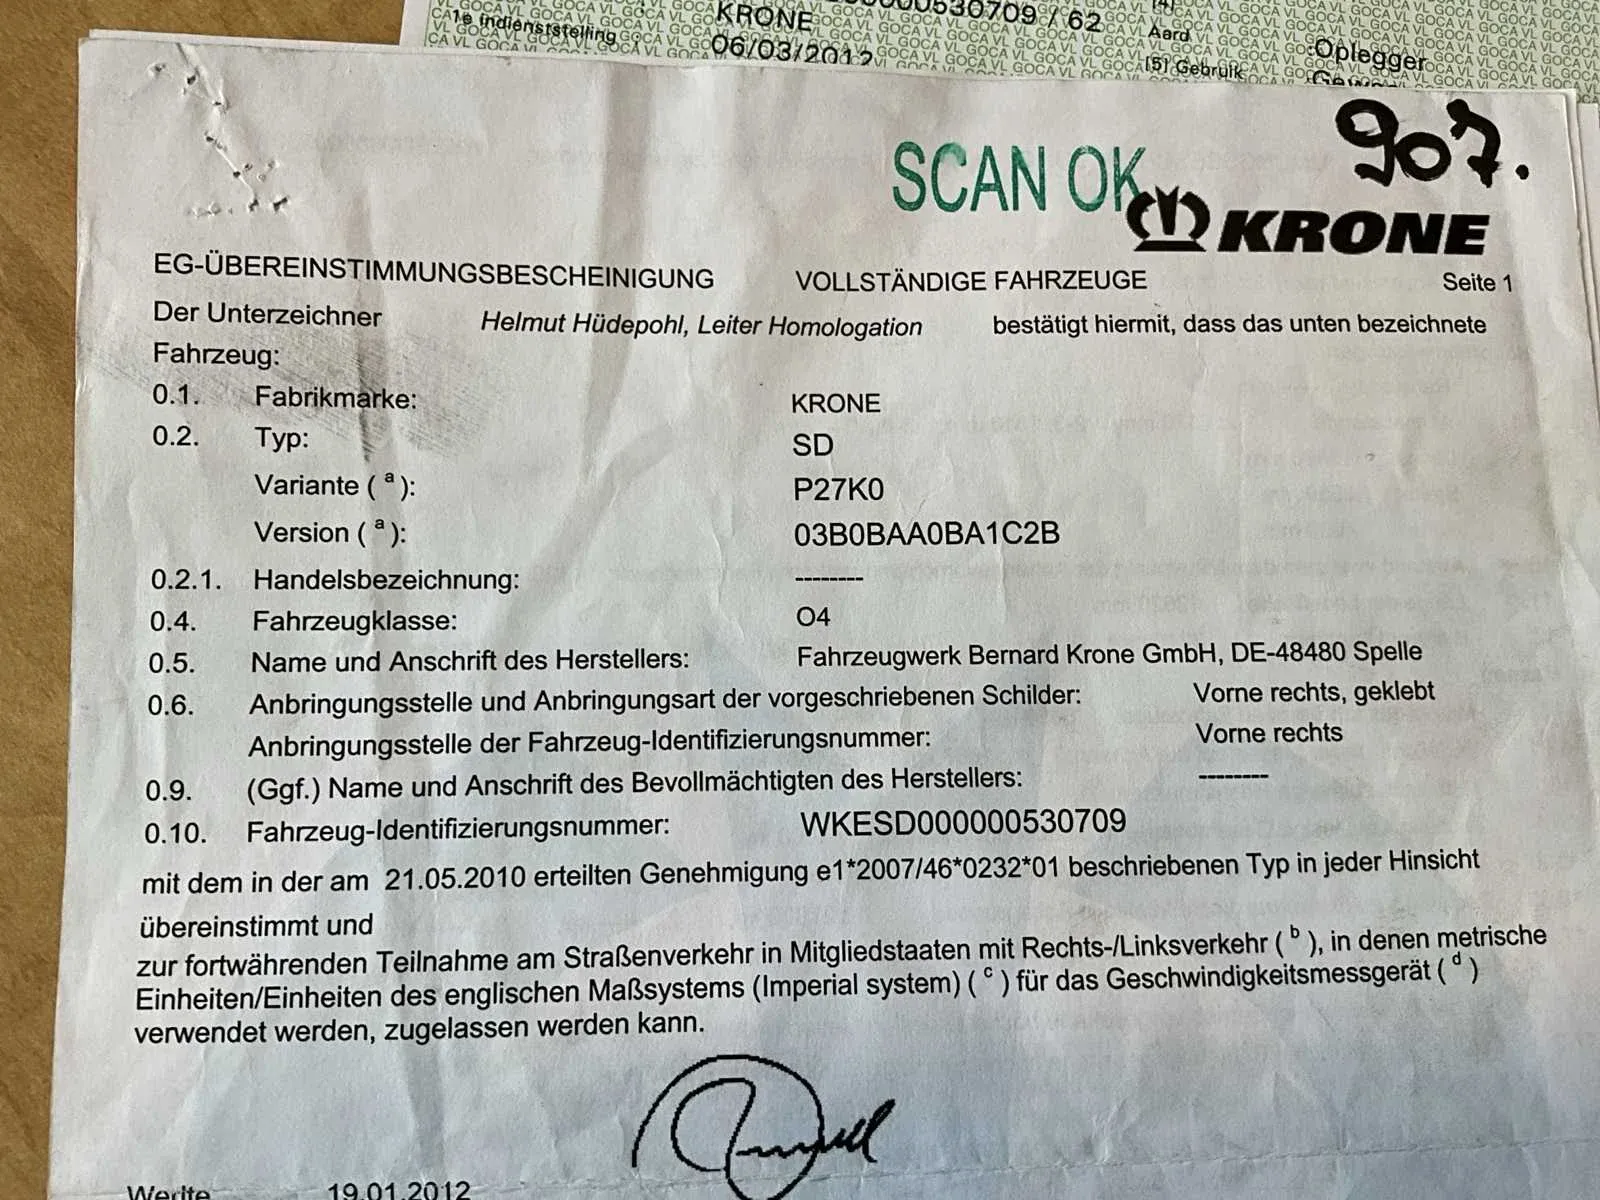 530709 / 62
[4]
KRONE
Aard
Oplegger
1e indienststelling
06/03/2012
[5] Gebruik
907.
SCAN OK
KRONE
EG-ÜBEREINSTIMMUNGSBESCHEINIGUNG VOLLSTÄNDIGE FAHRZEUGE Seite 1
Der Unterzeichner Helmut Hüdepohl, Leiter Homologation bestätigt hiermit, dass das unten bezeichnete
Fahrzeug:
0.1. Fabrikmarke: KRONE
0.2. Typ: SD
Variante ( a ): P27K0
Version ( a ): 03B0BAA0BA1C2B
0.2.1. Handelsbezeichnung: --------
0.4. Fahrzeugklasse: O4
0.5. Name und Anschrift des Herstellers: Fahrzeugwerk Bernard Krone GmbH, DE-48480 Spelle
0.6. Anbringungsstelle und Anbringungsart der vorgeschriebenen Schilder: Vorne rechts, geklebt
Anbringungsstelle der Fahrzeug-Identifizierungsnummer: Vorne rechts
0.9. (Ggf.) Name und Anschrift des Bevollmächtigten des Herstellers: --------
0.10. Fahrzeug-Identifizierungsnummer: WKESD000000530709
mit dem in der am 21.05.2010 erteilten Genehmigung e1*2007/46*0232*01 beschriebenen Typ in jeder Hinsicht
übereinstimmt und
zur fortwährenden Teilnahme am Straßenverkehr in Mitgliedstaaten mit Rechts-/Linksverkehr ( b ), in denen metrische
Einheiten/Einheiten des englischen Maßsystems (Imperial system) ( c ) für das Geschwindigkeitsmessgerät ( d )
verwendet werden, zugelassen werden kann.
Werlte 19.01.2012